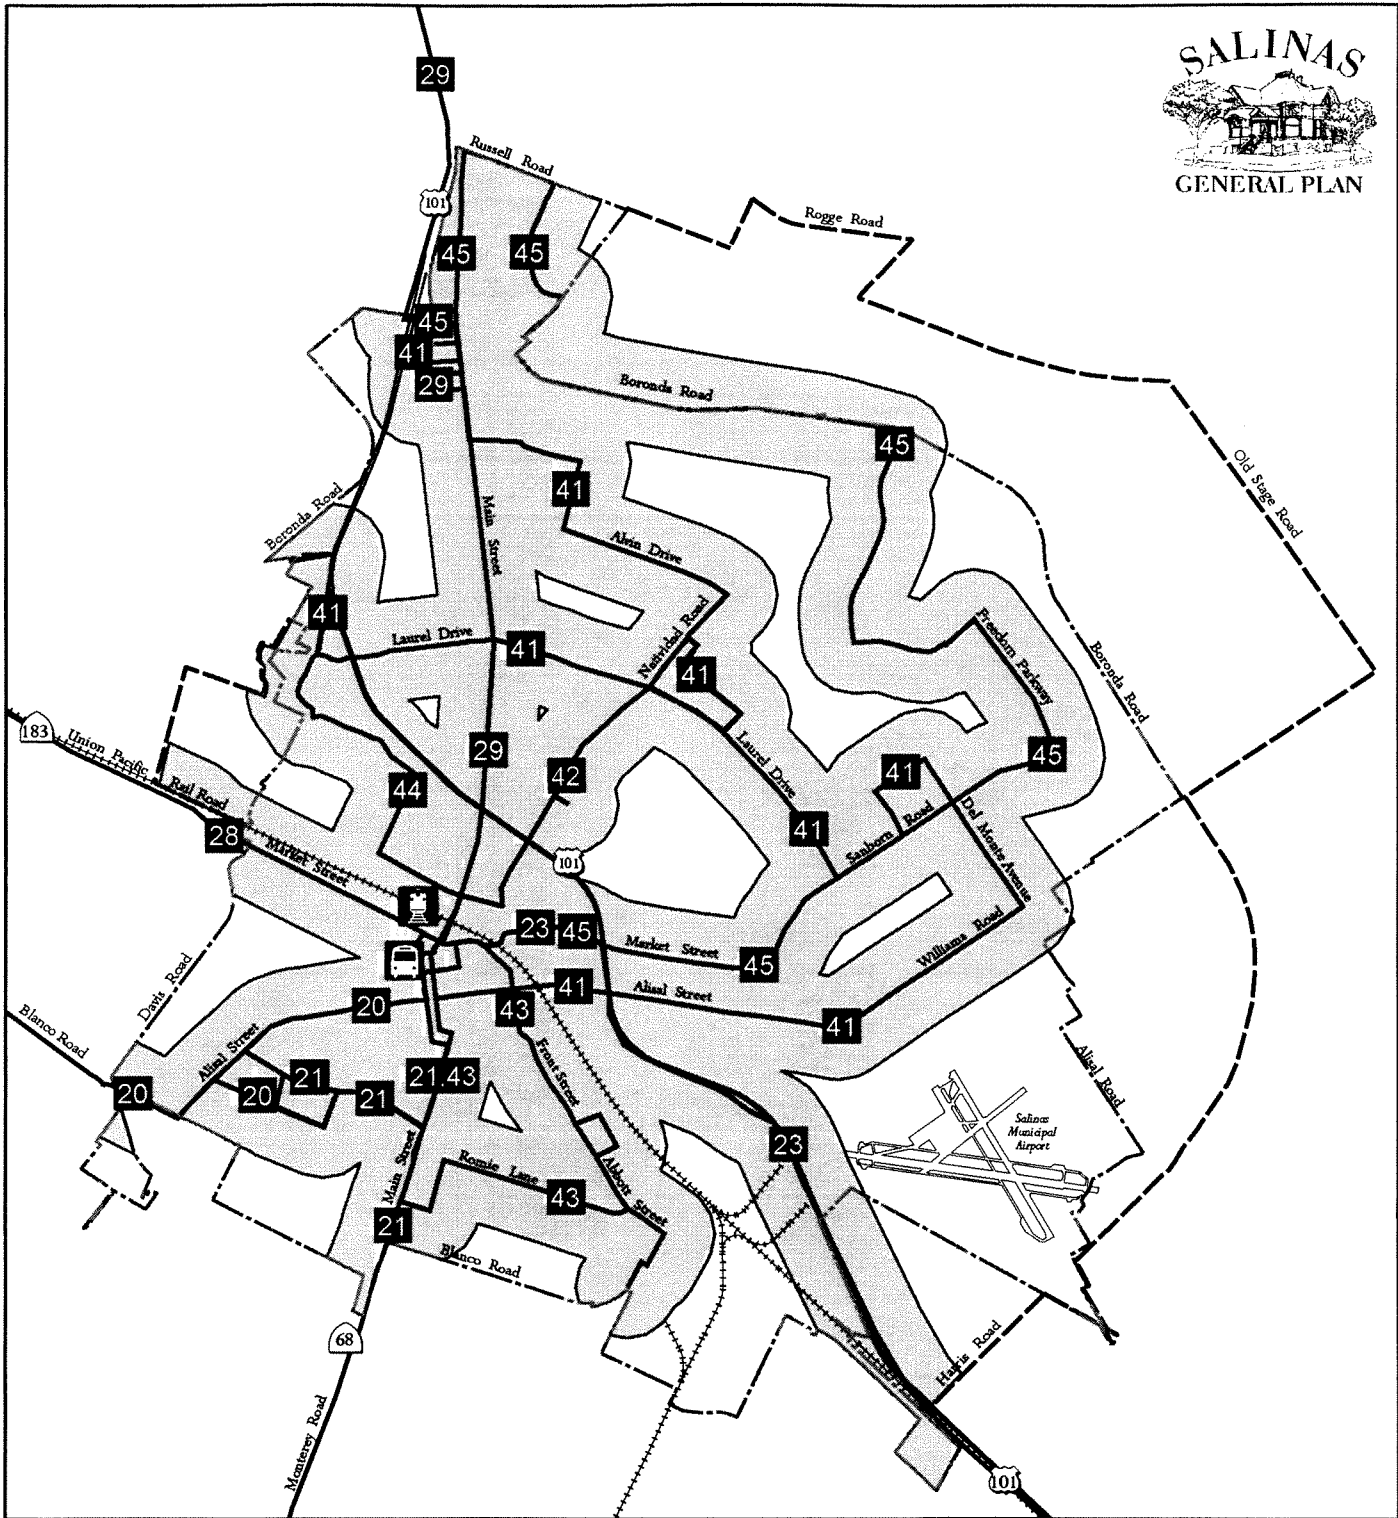 SALINAS
GENERAL PLAN
29
Russell Road
101
Rogge Road
45
45
45
41
29
Boronda Road
45
Old Stage Road
41
Main Street
Boronda Road
Alvin Drive
41
Laurel Drive
41
Natividad Road
41
Freedom Parkway
Boronda Road
183
Union Pacific Rail Road
29
42
44
Laurel Drive
41
45
28
Market Street
41
Sanborn Road
Del Monte Avenue
101
23
45
Market Street
45
Williams Road
Davis Road
20
41
Alisal Street
43
41
Blanco Road
Alisal Street
Front Street
Alisal Road
20
20
21
21
21.43
Salinas
Municipal
Airport
23
Main Street
Romie Lane
43
Abbott Street
21
Blanco Road
68
Harris Road
Monterey Road
101